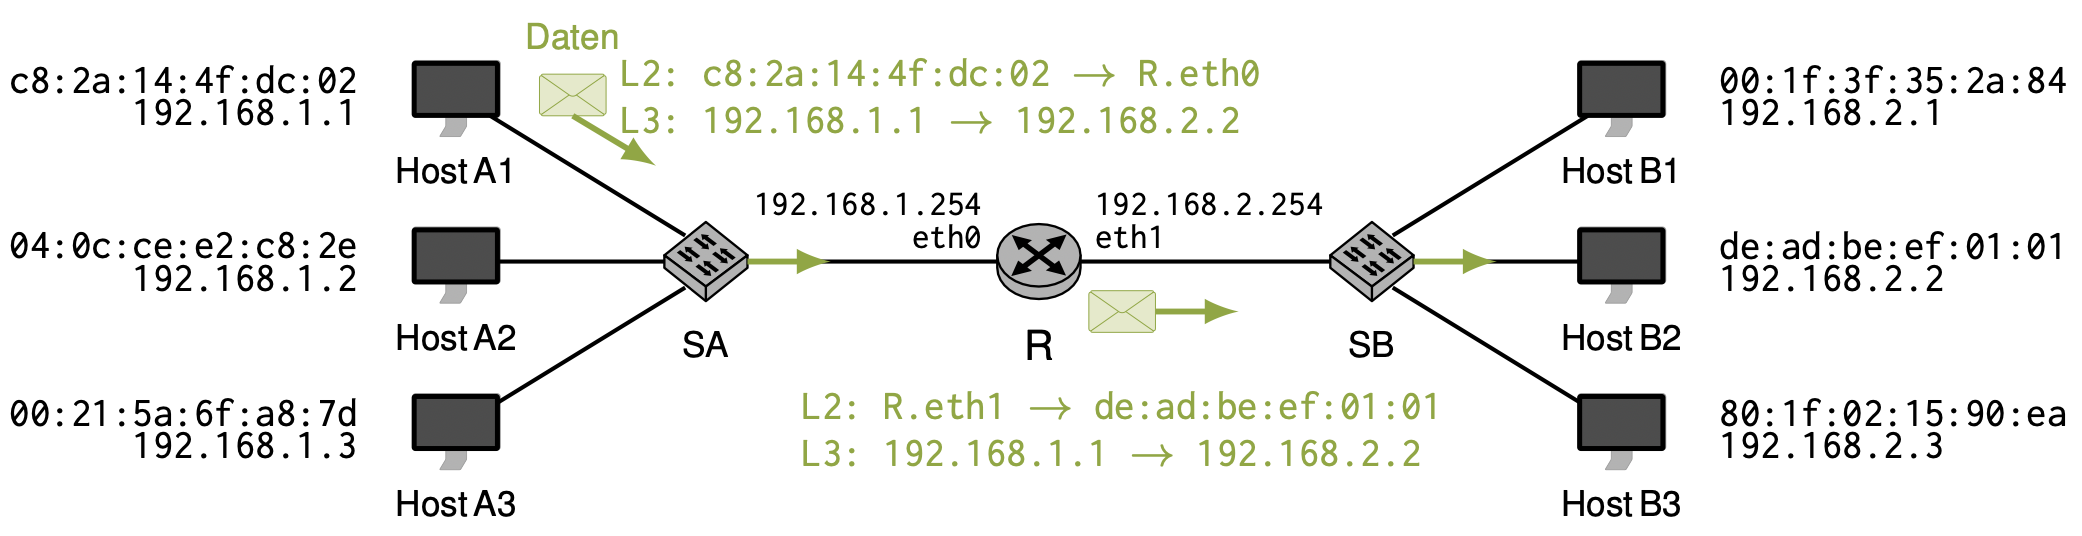 Daten
L2: c8:2a:14:4f:dc:02 → R.eth0
L3: 192.168.1.1 → 192.168.2.2
c8:2a:14:4f:dc:02
192.168.1.1
Host A1
00:1f:3f:35:2a:84
192.168.2.1
Host B1
192.168.1.254
eth0
192.168.2.254
eth1
04:0c:ce:e2:c8:2e
192.168.1.2
Host A2
SA
R
SB
de:ad:be:ef:01:01
192.168.2.2
Host B2
L2: R.eth1 → de:ad:be:ef:01:01
L3: 192.168.1.1 → 192.168.2.2
00:21:5a:6f:a8:7d
192.168.1.3
Host A3
80:1f:02:15:90:ea
192.168.2.3
Host B3